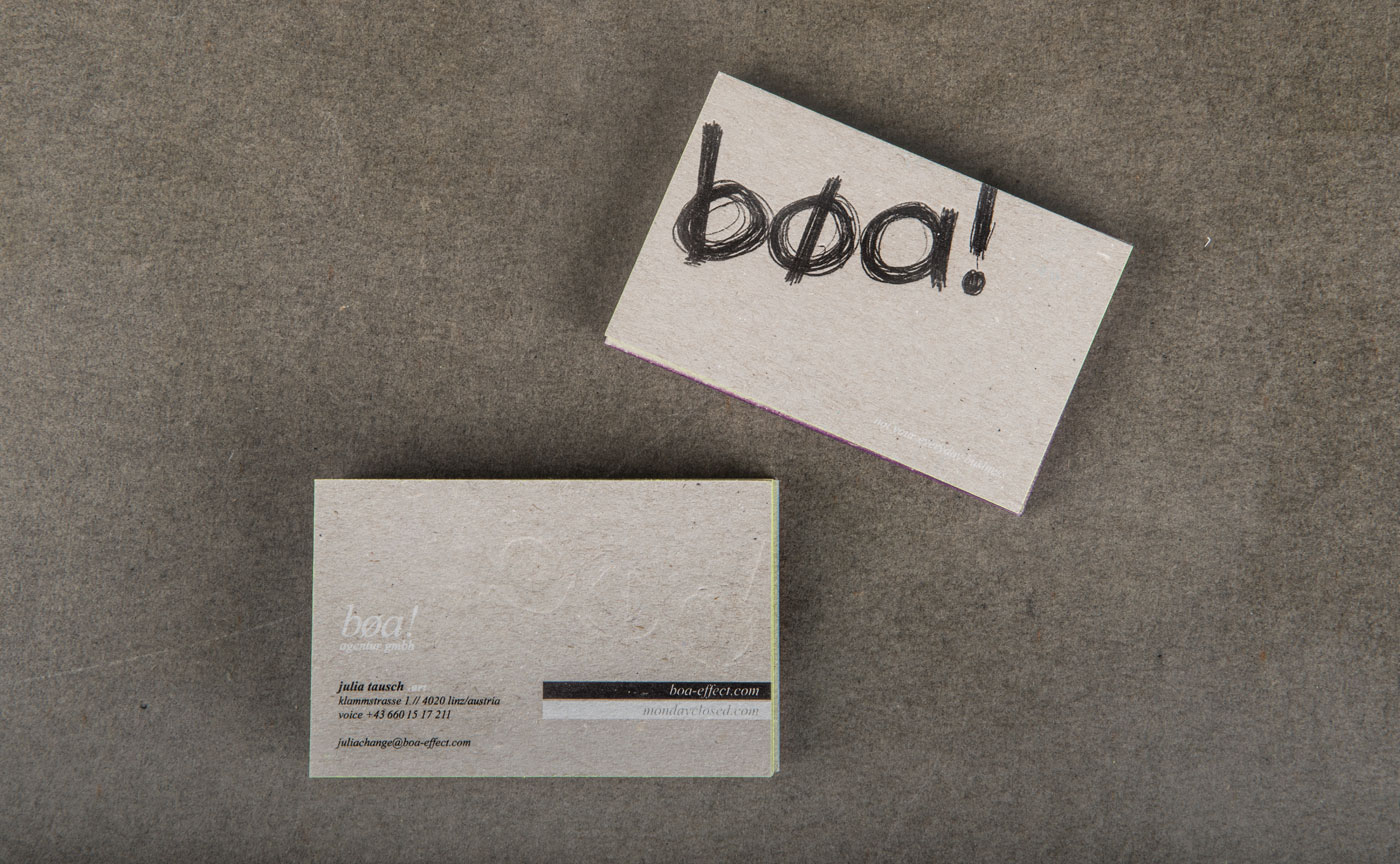 bøa!
bøa!
agentur gmbh
julia tausch
klammstrasse 1 // 4020 linz/austria
voice +43 660 15 17 211
juliachange@boa-effect.com
boa-effect.com
mondayclosed.com